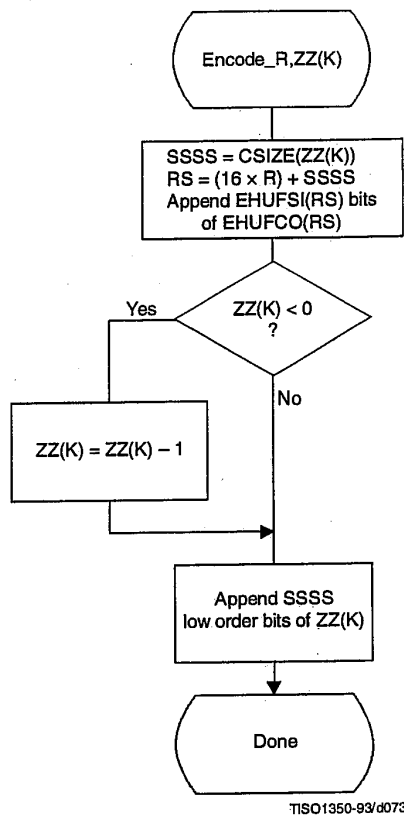 Encode_R,ZZ(K)
SSSS = CSIZE(ZZ(K))
RS = (16 × R) + SSSS
Append EHUFSI(RS) bits
of EHUFCO(RS)
ZZ(K) < 0
?
Yes
No
ZZ(K) = ZZ(K) – 1
Append SSSS
low order bits of ZZ(K)
Done
TISO1350-93/d073